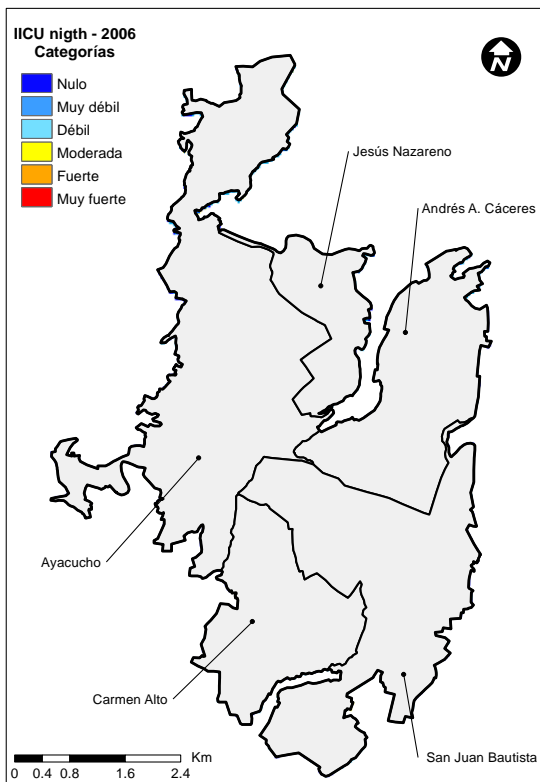 IICU nigth - 2006
Categorías
Nulo
Muy débil
Débil
Moderada
Fuerte
Muy fuerte
N
Jesús Nazareno
Andrés A. Cáceres
Ayacucho
Carmen Alto
San Juan Bautista
0 0.4 0.8 1.6 2.4 Km